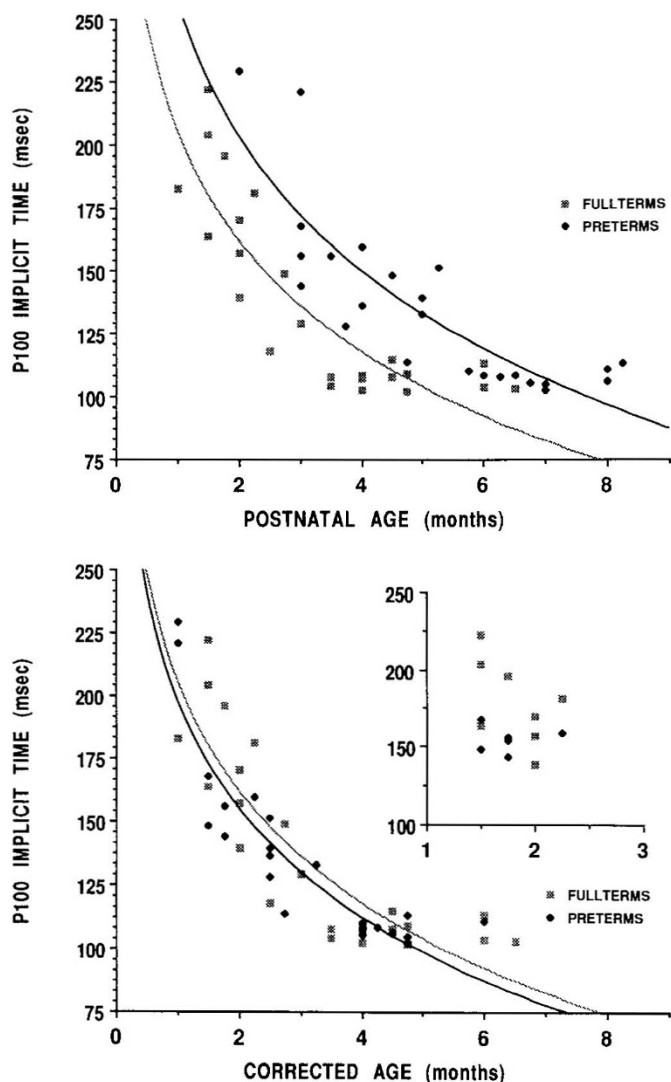 250
225
200
175
150
125
100
75
P100 IMPLICIT TIME (msec)
FULLTERMS
PRETERMS
0 2 4 6 8
POSTNATAL AGE (months)
250
225
200
175
150
125
100
75
P100 IMPLICIT TIME (msec)
250
200
150
100
1 2 3
FULLTERMS
PRETERMS
0 2 4 6 8
CORRECTED AGE (months)